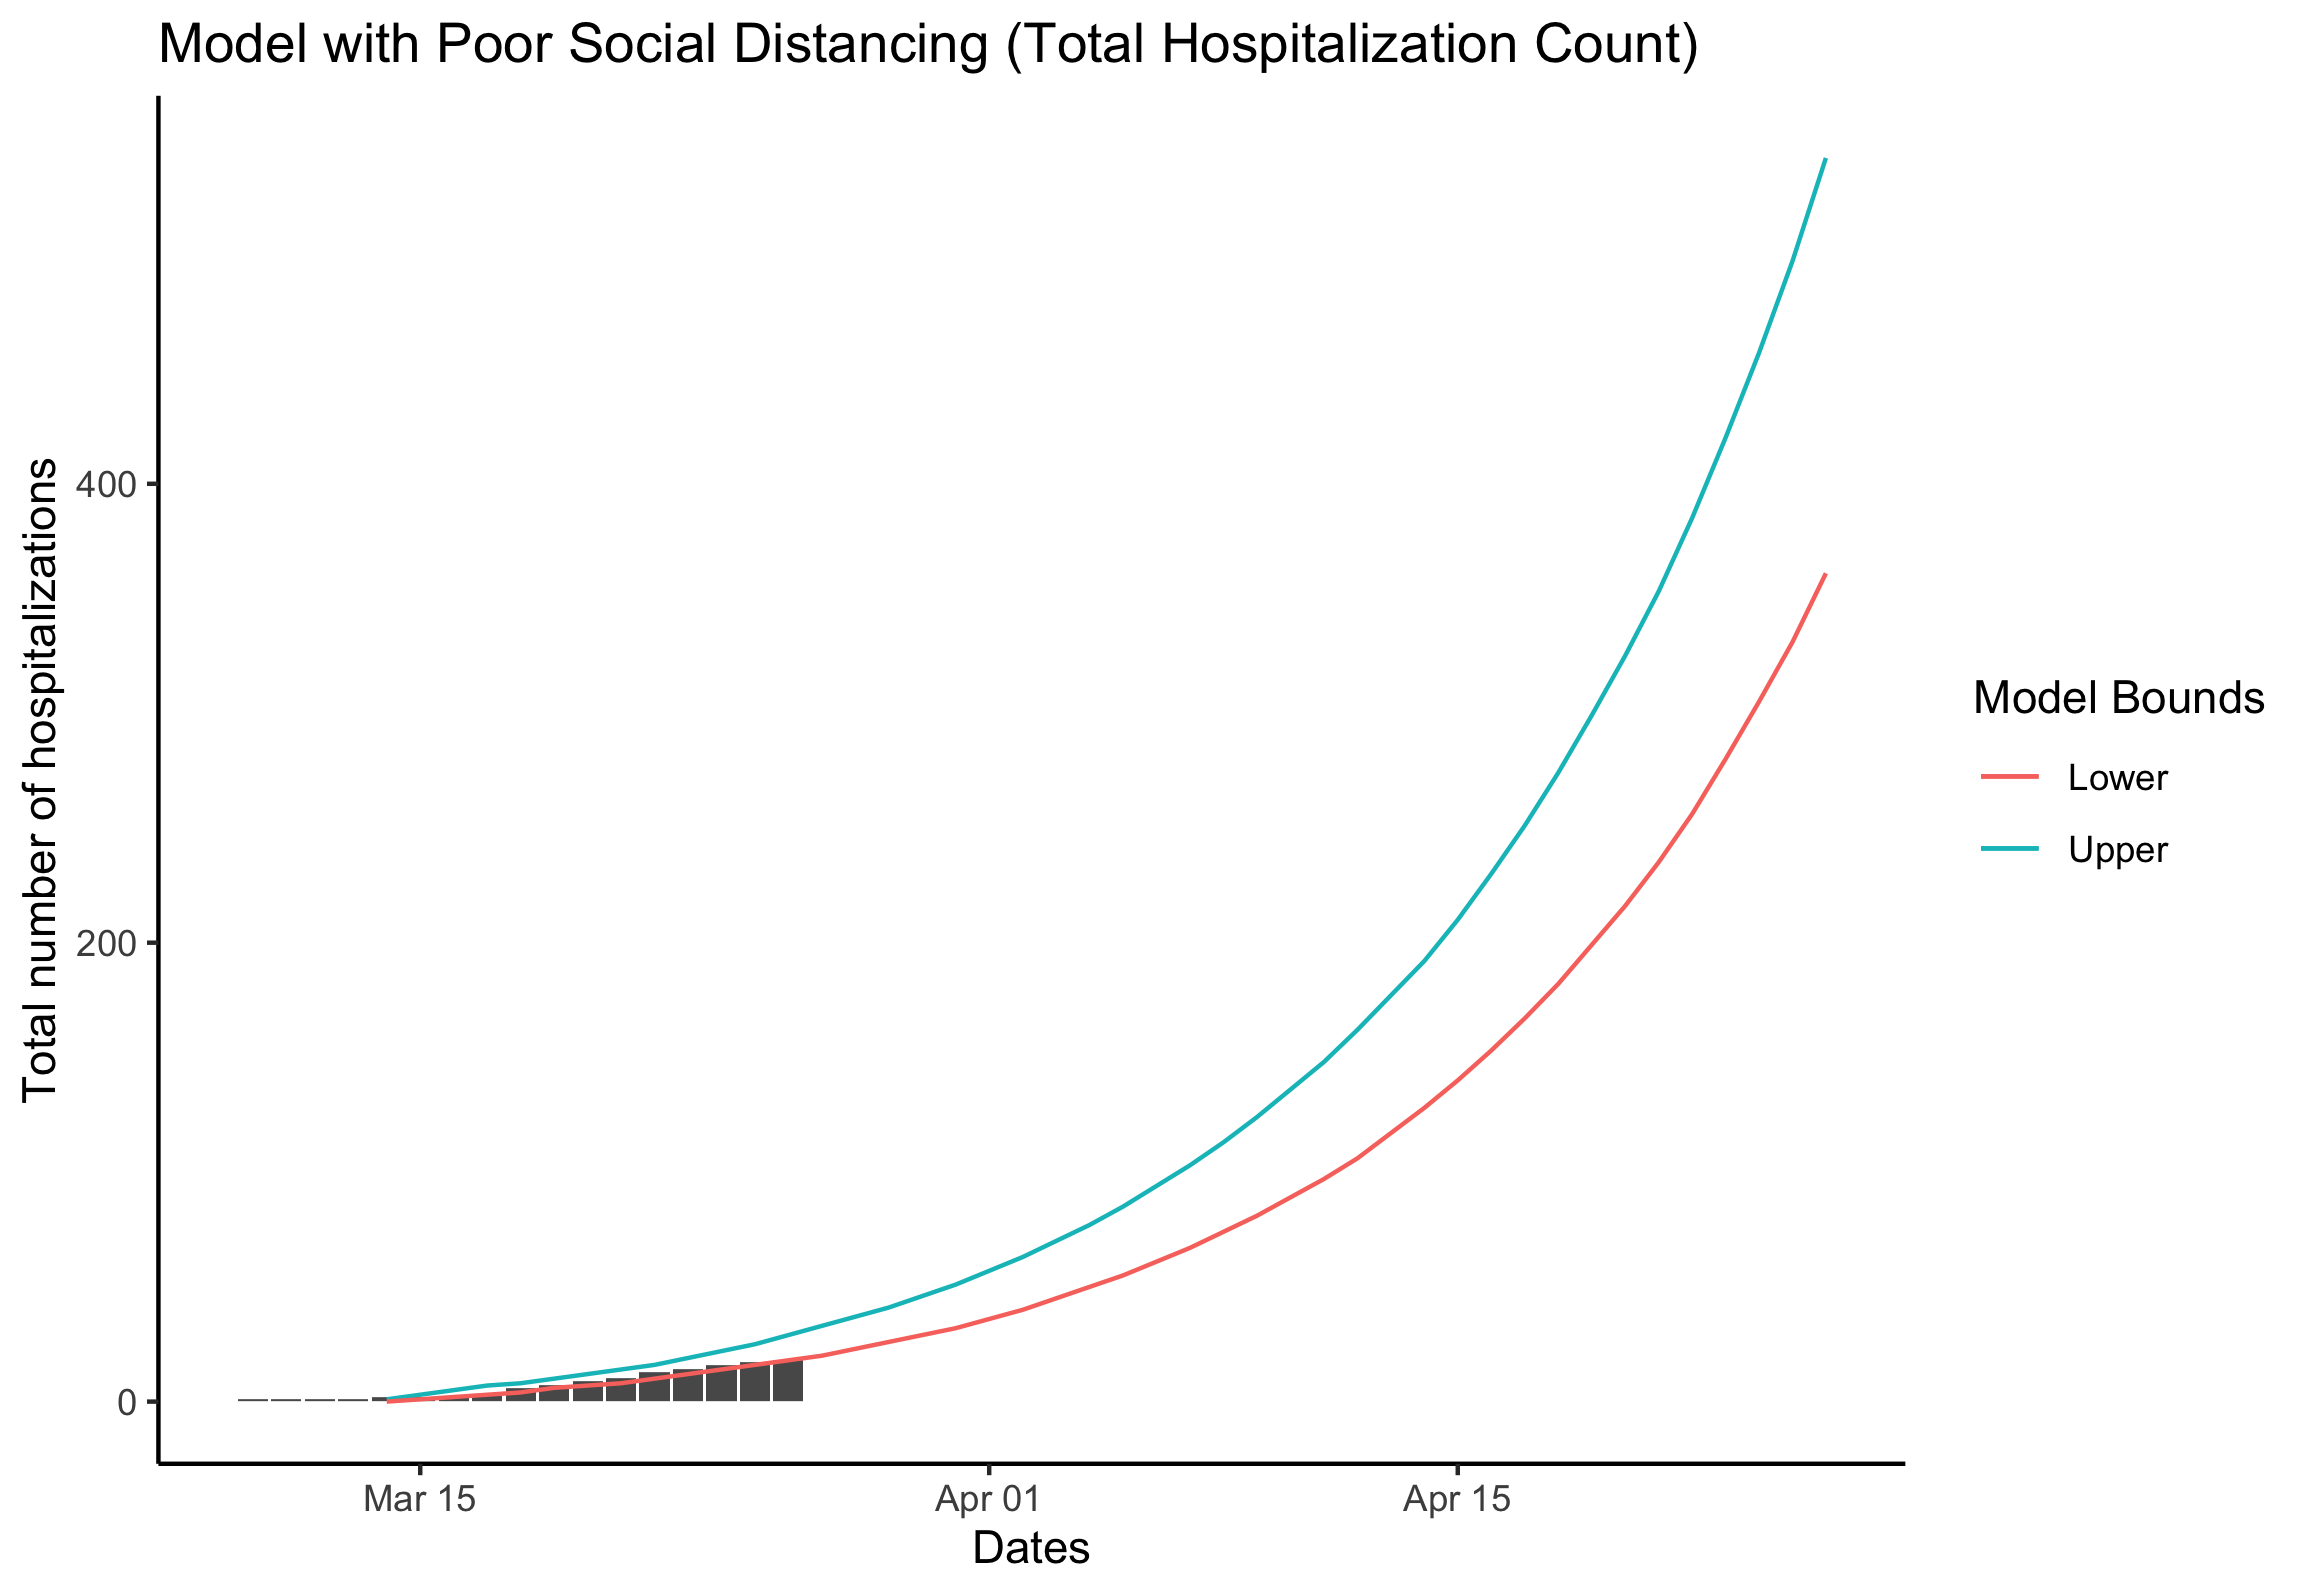 Model with Poor Social Distancing (Total Hospitalization Count)
Total number of hospitalizations
400
200
0
Mar 15
Apr 01
Apr 15
Dates
Model Bounds
Lower
Upper